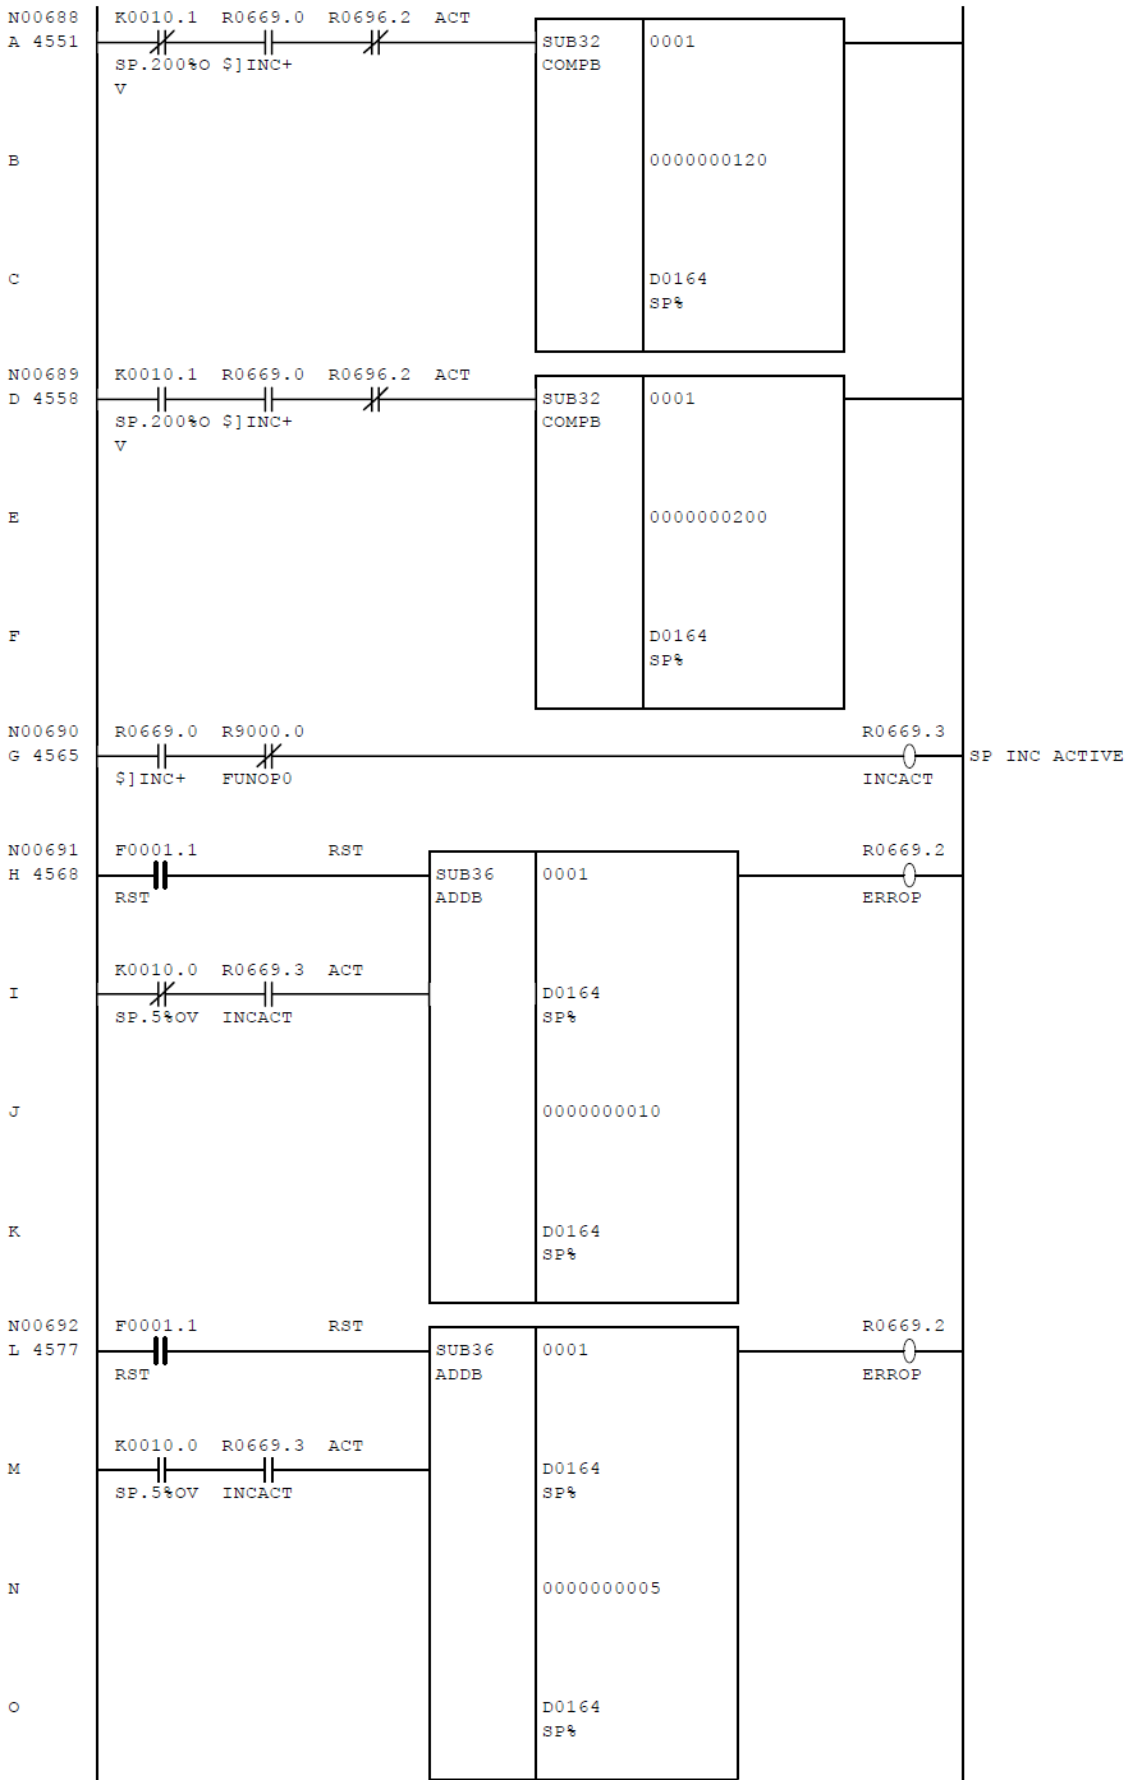 N00688 K0010.1 R0669.0 R0696.2 ACT
A 4551 SUB32 0001
SP.200%O $]INC+ COMPB
V
B 0000000120
C D0164
SP%
N00689 K0010.1 R0669.0 R0696.2 ACT
D 4558 SUB32 0001
SP.200%O $]INC+ COMPB
V
E 0000000200
F D0164
SP%
N00690 R0669.0 R9000.0 R0669.3
G 4565 SP INC ACTIVE
$]INC+ FUNOP0 INCACT
N00691 F0001.1 RST R0669.2
H 4568 SUB36 0001
RST ADDB ERROP
K0010.0 R0669.3 ACT
I D0164
SP.5%OV INCACT SP%
J 0000000010
K D0164
SP%
N00692 F0001.1 RST R0669.2
L 4577 SUB36 0001
RST ADDB ERROP
K0010.0 R0669.3 ACT
M D0164
SP.5%OV INCACT SP%
N 0000000005
O D0164
SP%